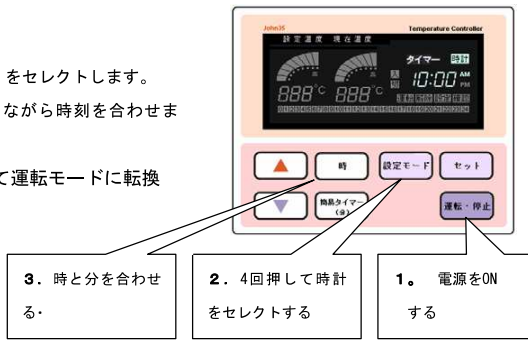 をセレクトします。
ながら時刻を合わせま
て運転モードに転換
John35 Temperature Controller
設定温度 現在温度
タイマー 時計
888℃ 888℃ 10:00 AM
PM
時 設定モード セット
簡易タイマー
(分)
運転・停止
3. 時と分を合わせ
る・
2. 4回押して時計
をセレクトする
1。 電源をON
する